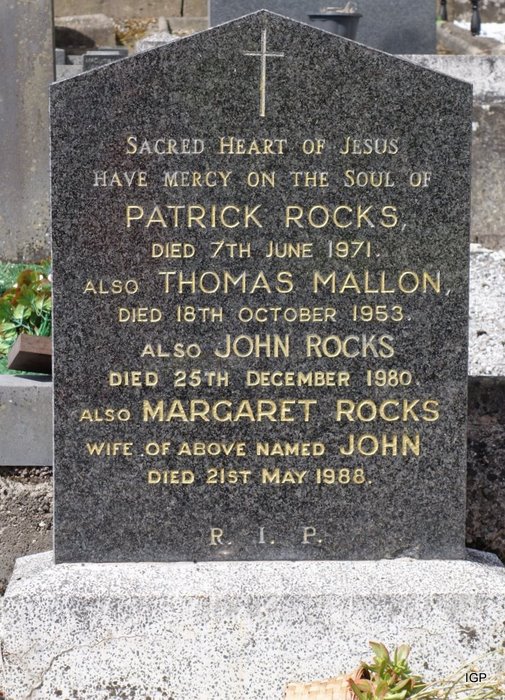 Sacred Heart of Jesus
have mercy on the Soul of
PATRICK ROCKS,
died 7th June 1971.
also THOMAS MALLON,
died 18th october 1953.
also JOHN ROCKS
died 25th December 1980.
also MARGARET ROCKS
wife of above named JOHN
died 21st May 1988.
R. I. P.
IGP